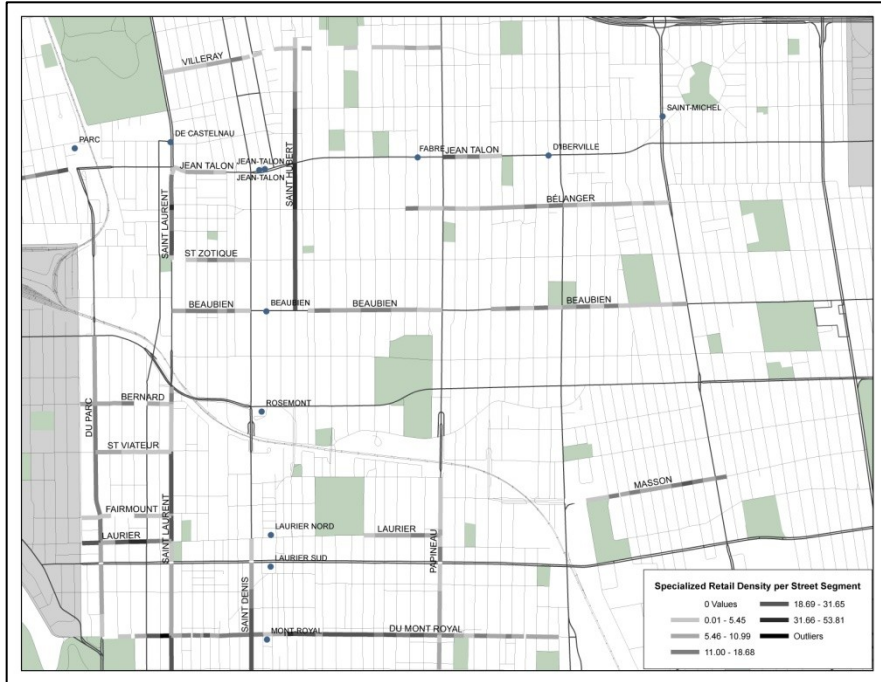 VILLERAY
SAINT-MICHEL
PARC
DE CASTELNAU
JEAN TALON
JEAN-TALON
JEAN-TALON
SAINT HUBERT
FABRE
JEAN TALON
D'IBERVILLE
SAINT LAURENT
BÉLANGER
ST ZOTIQUE
BEAUBIEN
BEAUBIEN
BEAUBIEN
BEAUBIEN
DU PARC
BERNARD
ROSEMONT
ST VIATEUR
MASSON
FAIRMOUNT
LAURIER
SAINT LAURENT
LAURIER NORD
LAURIER
PAPINEAU
LAURIER SUD
SAINT DENIS
MONT-ROYAL
DU MONT ROYAL
Specialized Retail Density per Street Segment
0 Values
0.01 - 5.45
5.46 - 10.99
11.00 - 18.68
18.69 - 31.65
31.66 - 53.81
Outliers